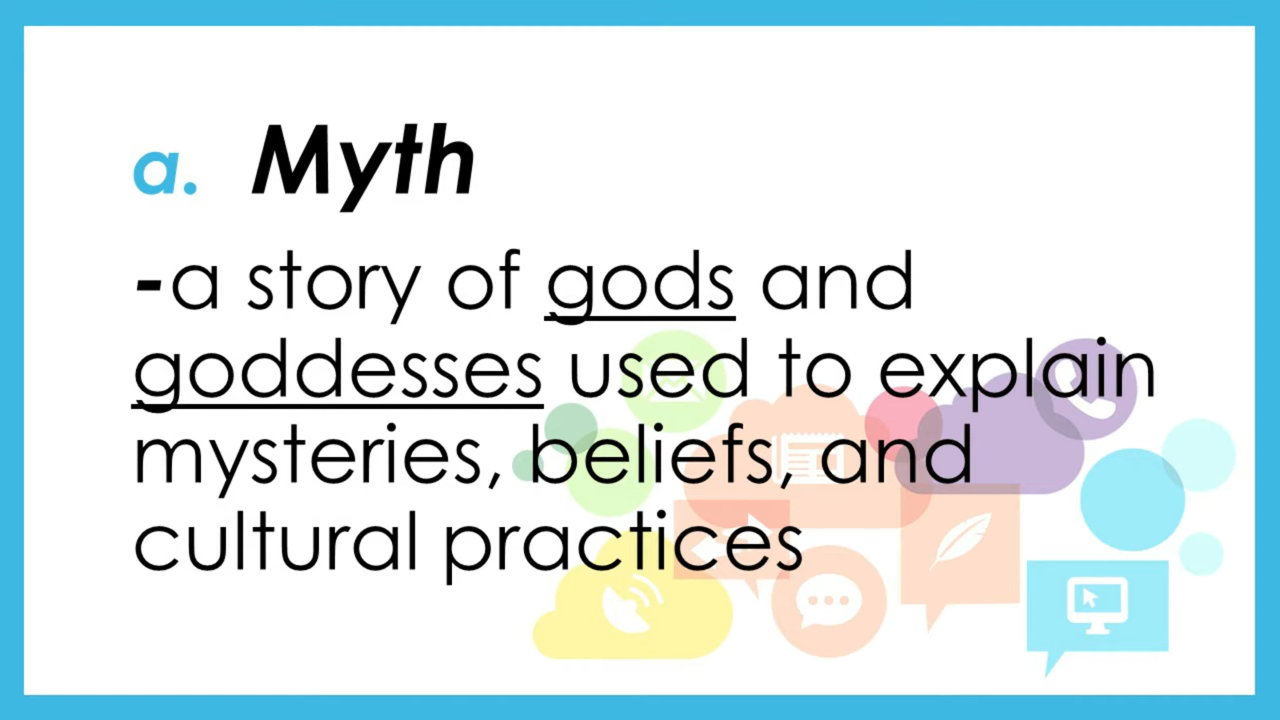 a. Myth
-a story of gods and
goddesses used to explain
mysteries, beliefs, and
cultural practices